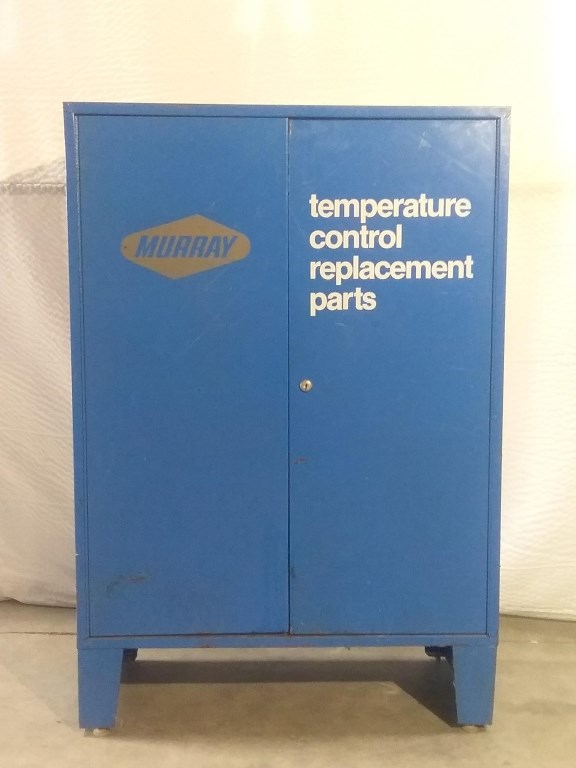 MURRAY
temperature
control
replacement
parts